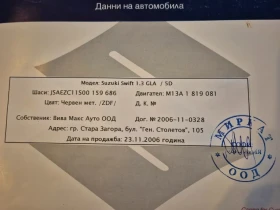 Данни на автомобила
Модел: Suzuki Swift 1.3 GLA / 5D
Шаси: JSAEZC11S00 159 686 Двигател: M13A 1 819 081
Цвят: Червен мет. /ZDF/ Д. К. №
Собственик: Вива Макс Ауто ООД Дог. № 2006-11-0328
Адрес: гр. Стара Загора, бул. "Ген. Столетов", 105
Дата на продажба: 23.11.2006 година
МИРКАТ
ООД